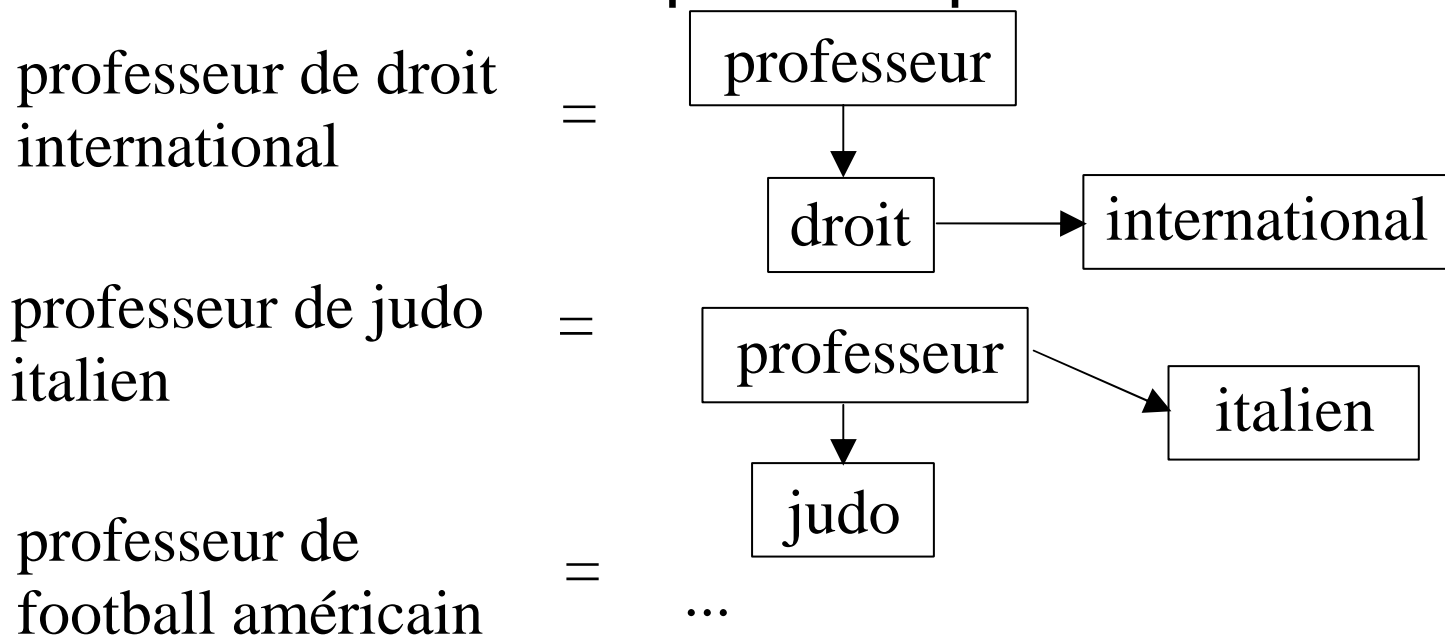 professeur de droit
international
=
professeur
droit
international
professeur de judo
italien
=
professeur
italien
judo
professeur de
football américain
=
...